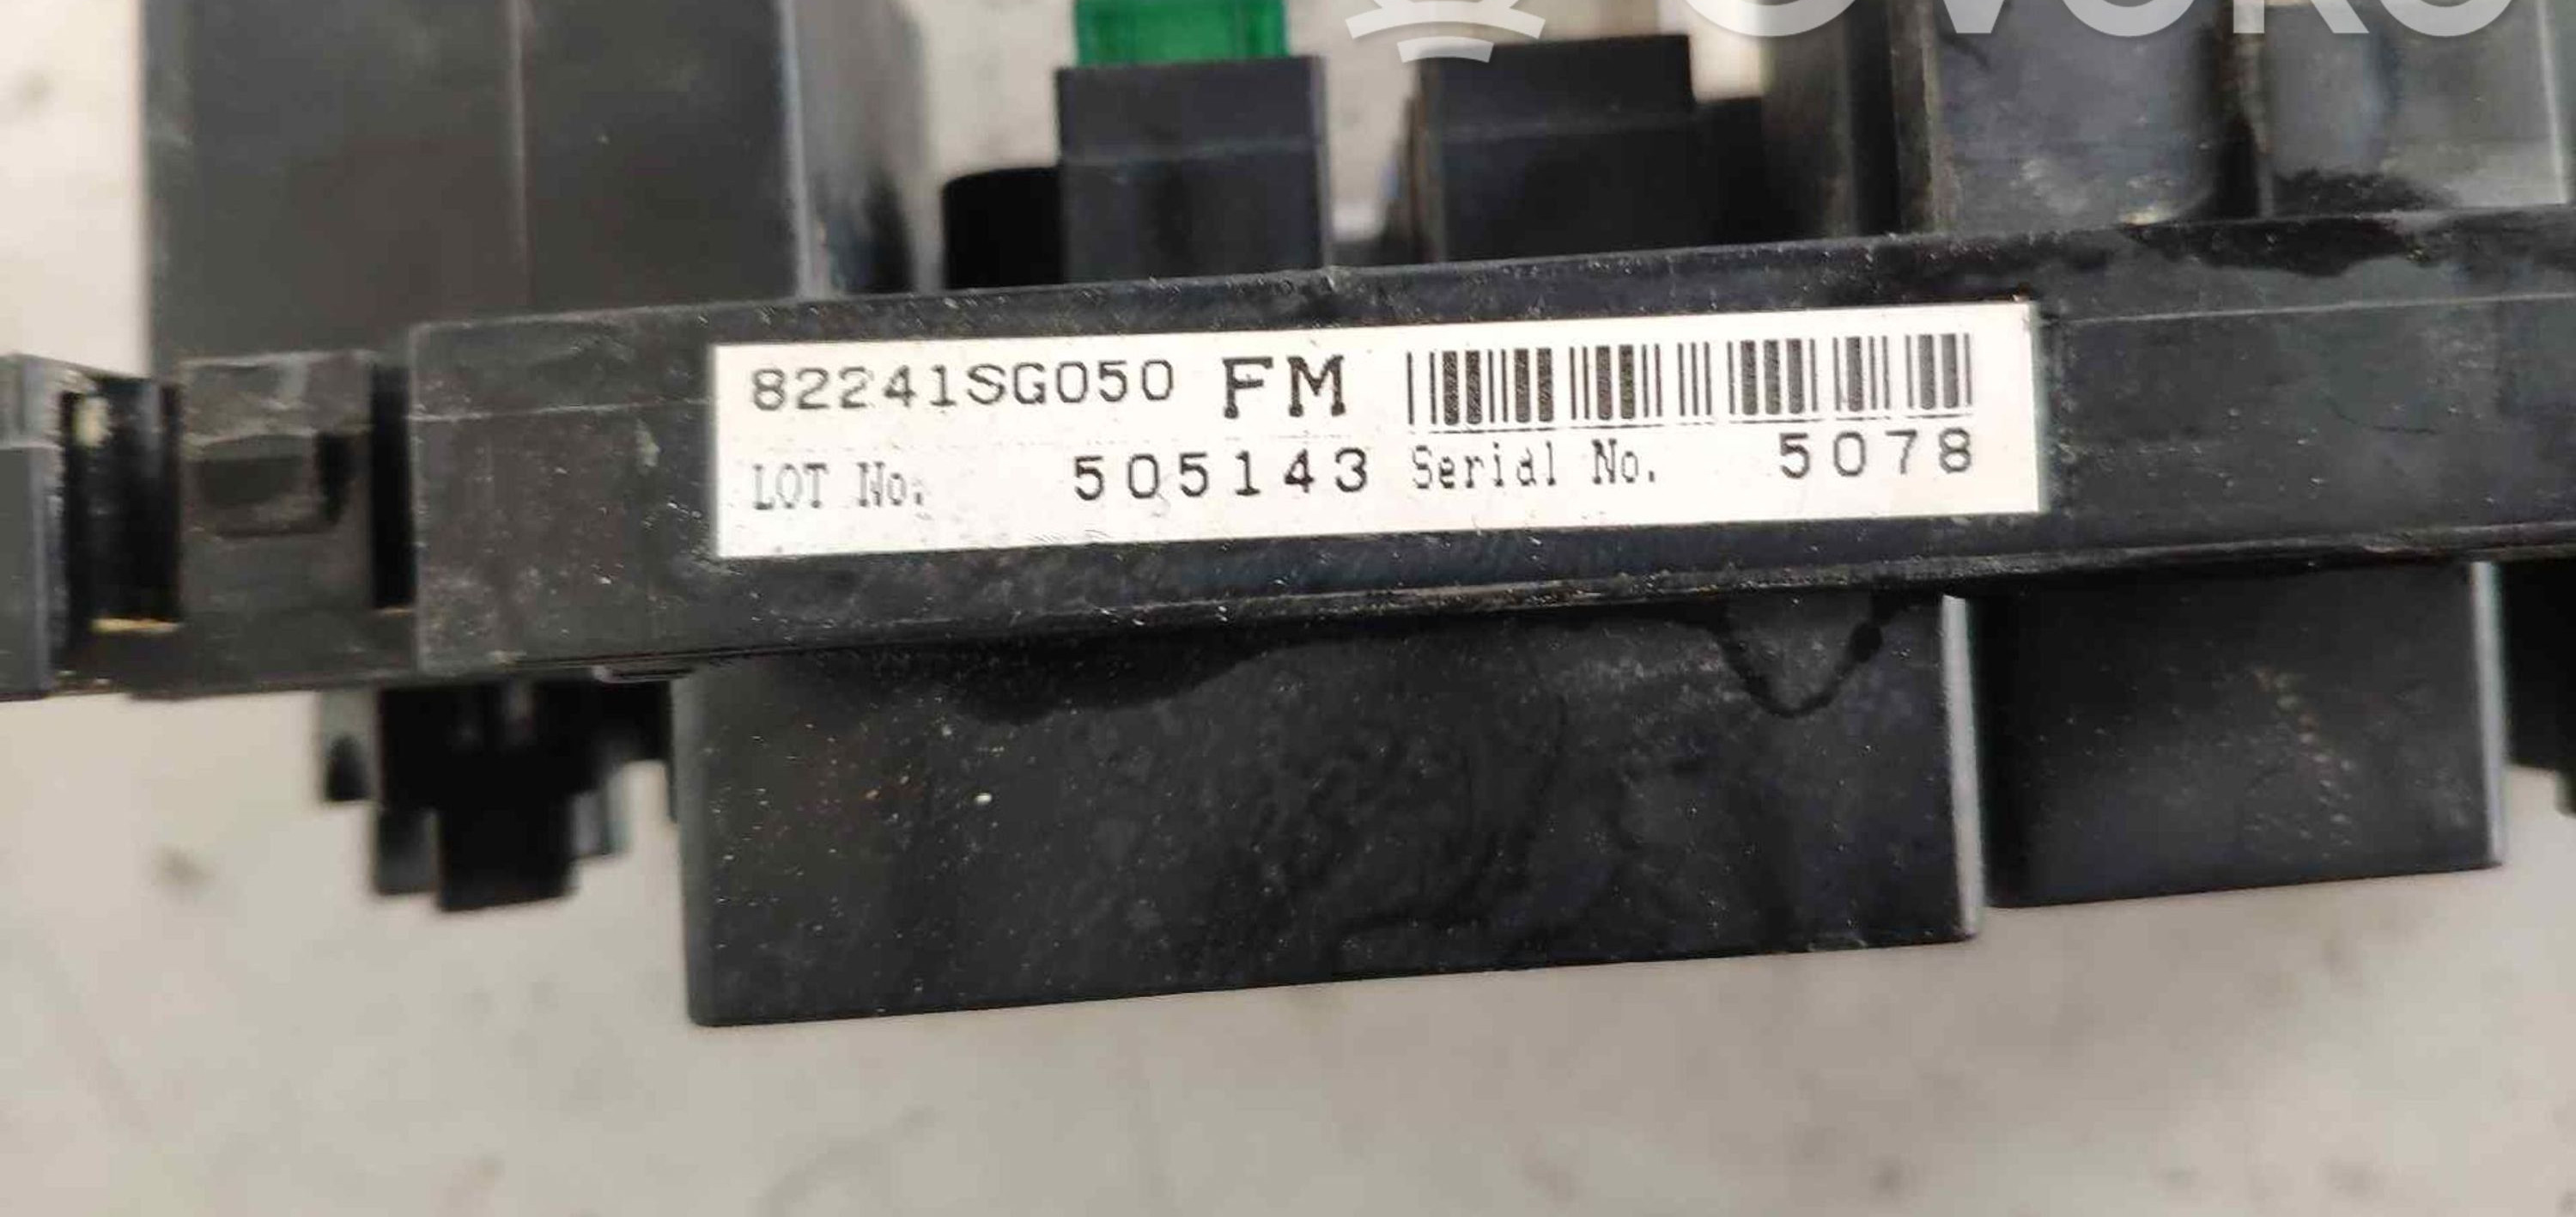 82241SG050 FM
LOT No. 505143 Serial No. 5078